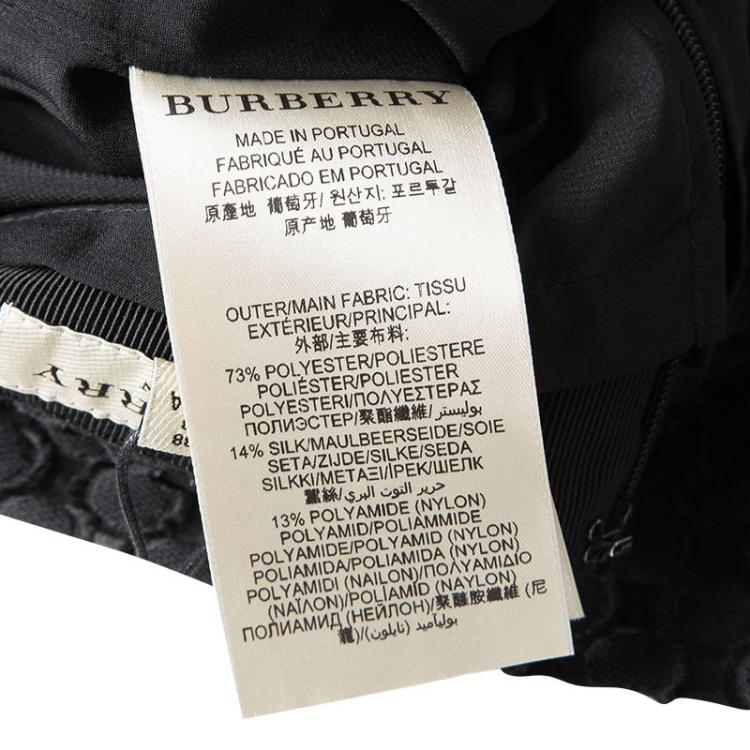 BURBERRY
MADE IN PORTUGAL
FABRIQUÉ AU PORTUGAL
FABRICADO EM PORTUGAL
原產地 葡萄牙/ 원산지: 포르투갈
原产地 葡萄牙
OUTER/MAIN FABRIC: TISSU
EXTÉRIEUR/PRINCIPAL:
外部/主要布料:
73% POLYESTER/POLIESTERE
POLIÉSTER/POLIESTER
POLYESTERI/ΠΟΛΥΕΣΤΕΡΑΣ
ПОЛИЭСТЕР/聚酯纖維/بوليستر
14% SILK/MAULBEERSEIDE/SOIE
SETA/ZIJDE/SILKE/SEDA
SILKKI/ΜΕΤΑΞΙ/İPEK/ШЕЛК
蠶絲/حرير التوت البري
13% POLYAMIDE (NYLON)
POLYAMID/POLIAMMIDE
POLYAMIDE/POLYAMID (NYLON)
POLIAMIDA/POLIAMIDA (NYLON)
POLYAMIDI (NAILON)/ΠΟΛΥΑΜΙΔΙΟ
(ΝΑΪΛΟΝ)/POLİAMİD (NAYLON)
ПОЛИАМИД (НЕЙЛОН)/聚醯胺纖維 (尼
龍)/بوليآميد (نايلون)
RRY
38
4